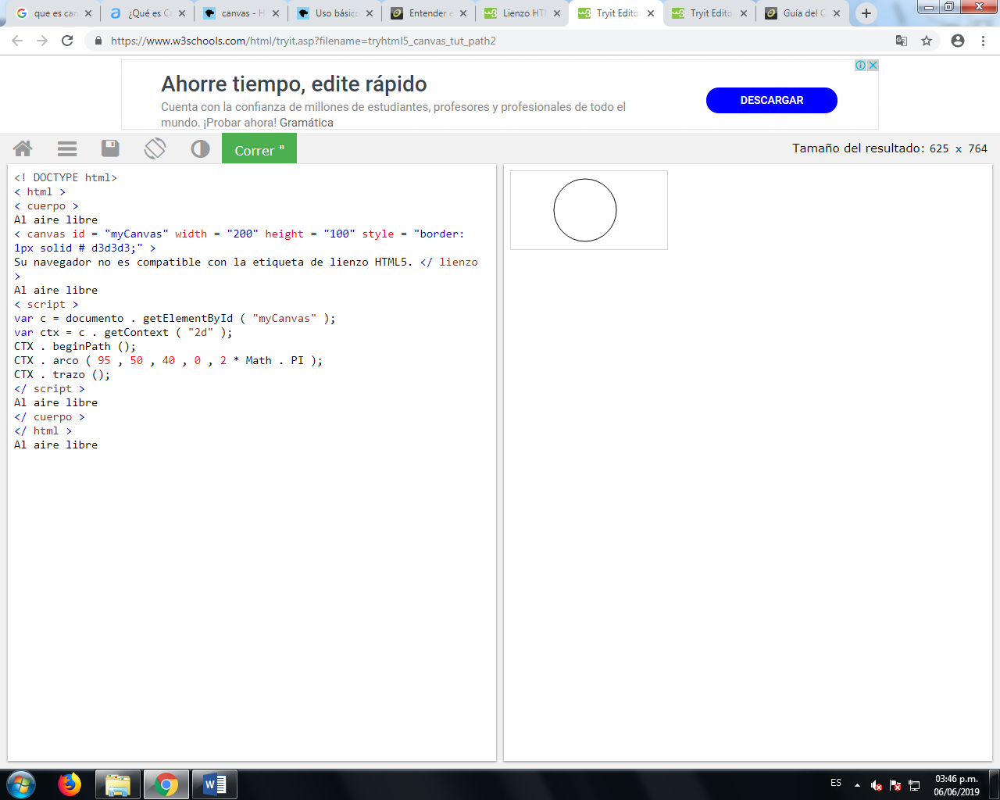 que es can
¿Qué es C
canvas - H
Uso básic
Entender e
Lienzo HT
Tryit Edito
Tryit Edito
Guía del C
https://www.w3schools.com/html/tryit.asp?filename=tryhtml5_canvas_tut_path2
Ahorre tiempo, edite rápido
Cuenta con la confianza de millones de estudiantes, profesores y profesionales de todo el
mundo. ¡Probar ahora! Gramática
DESCARGAR
Correr "
Tamaño del resultado: 625 x 764
<! DOCTYPE html>
< html >
< cuerpo >
Al aire libre
< canvas id = "myCanvas" width = "200" height = "100" style = "border:
1px solid # d3d3d3;" >
Su navegador no es compatible con la etiqueta de lienzo HTML5. </ lienzo
>
Al aire libre
< script >
var c = documento . getElementById ( "myCanvas" );
var ctx = c . getContext ( "2d" );
CTX . beginPath ();
CTX . arco ( 95 , 50 , 40 , 0 , 2 * Math . PI );
CTX . trazo ();
</ script >
Al aire libre
</ cuerpo >
</ html >
Al aire libre
ES
03:46 p.m.
06/06/2019